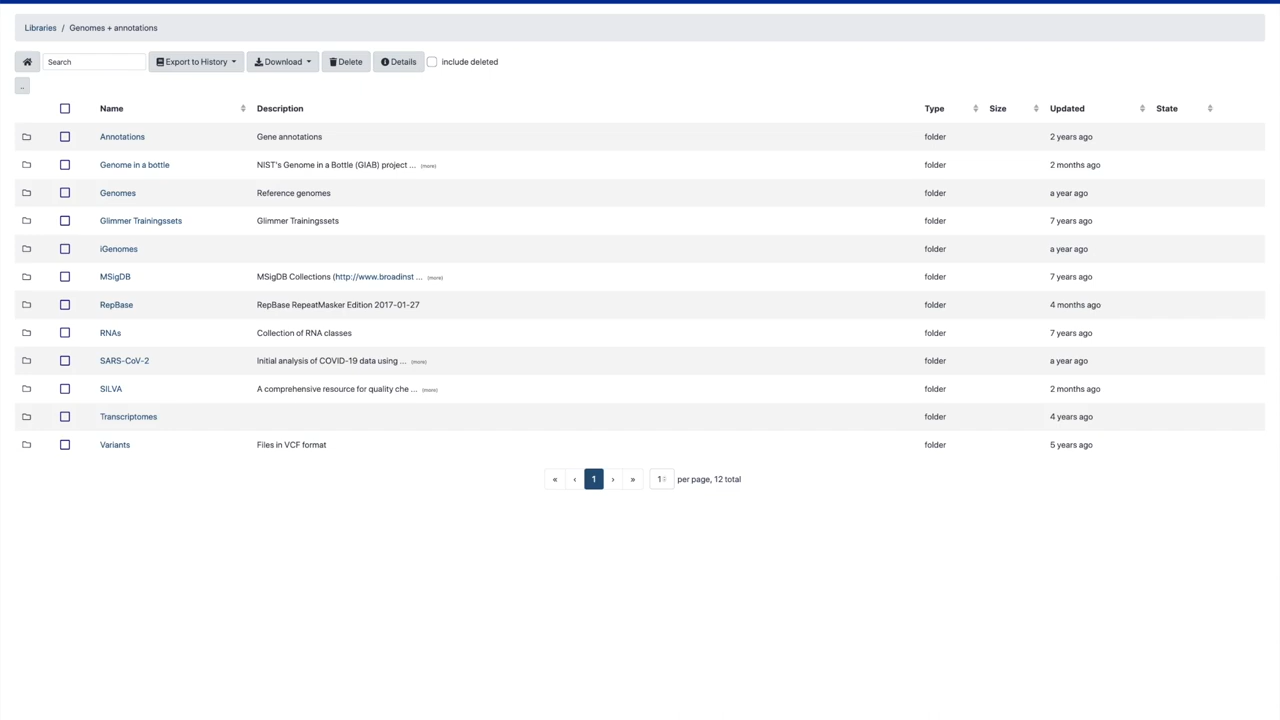 Libraries / Genomes + annotations
Search Export to History Download Delete Details include deleted
..
Name Description Type Size Updated State
Annotations Gene annotations folder 2 years ago
Genome in a bottle NIST's Genome in a Bottle (GIAB) project ... (more) folder 2 months ago
Genomes Reference genomes folder a year ago
Glimmer Trainingssets Glimmer Trainingssets folder 7 years ago
iGenomes folder a year ago
MSigDB MSigDB Collections (http://www.broadinst ... (more) folder 7 years ago
RepBase RepBase RepeatMasker Edition 2017-01-27 folder 4 months ago
RNAs Collection of RNA classes folder 7 years ago
SARS-CoV-2 Initial analysis of COVID-19 data using ... (more) folder a year ago
SILVA A comprehensive resource for quality che ... (more) folder 2 months ago
Transcriptomes folder 4 years ago
Variants Files in VCF format folder 5 years ago
« ‹ 1 › » 1 per page, 12 total